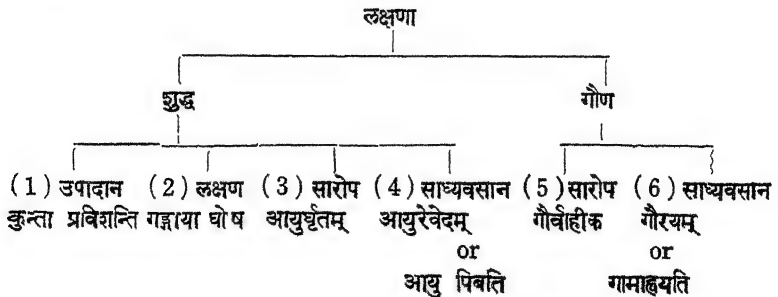 लक्षणा
शुद्ध गौण
(1) उपादान (2) लक्षण (3) सारोप (4) साध्यवसान (5) सारोप (6) साध्यवसान
कुन्ता प्रविशन्ति गङ्गाया घोष आयुर्घृतम् आयुरेवेदम् गौर्वाहीक गौरयम्
or or
आयु पिबति गामाह्वयति